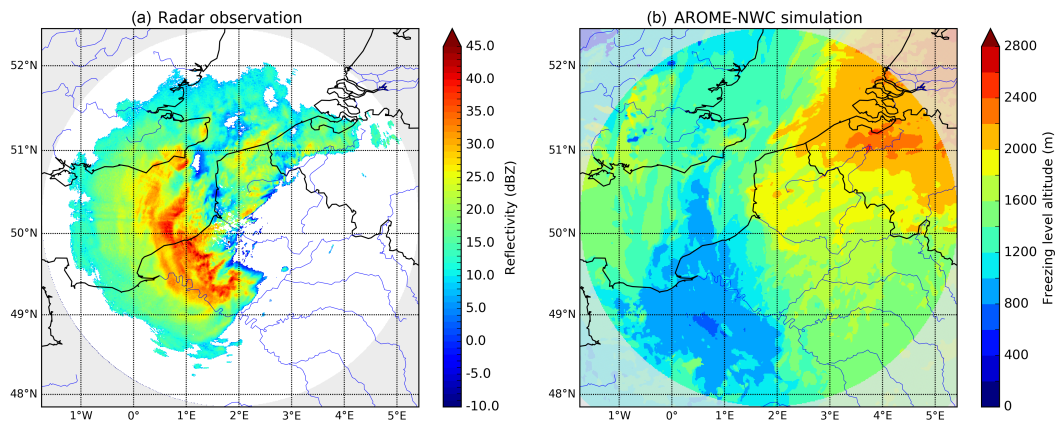 (a) Radar observation
52°N
51°N
50°N
49°N
48°N
1°W
0°
1°E
2°E
3°E
4°E
5°E
45.0
40.0
35.0
30.0
25.0
20.0
15.0
10.0
5.0
0.0
-5.0
-10.0
Reflectivity (dBZ)
(b) AROME-NWC simulation
52°N
51°N
50°N
49°N
48°N
1°W
0°
1°E
2°E
3°E
4°E
5°E
2800
2400
2000
1600
1200
800
400
0
Freezing level altitude (m)